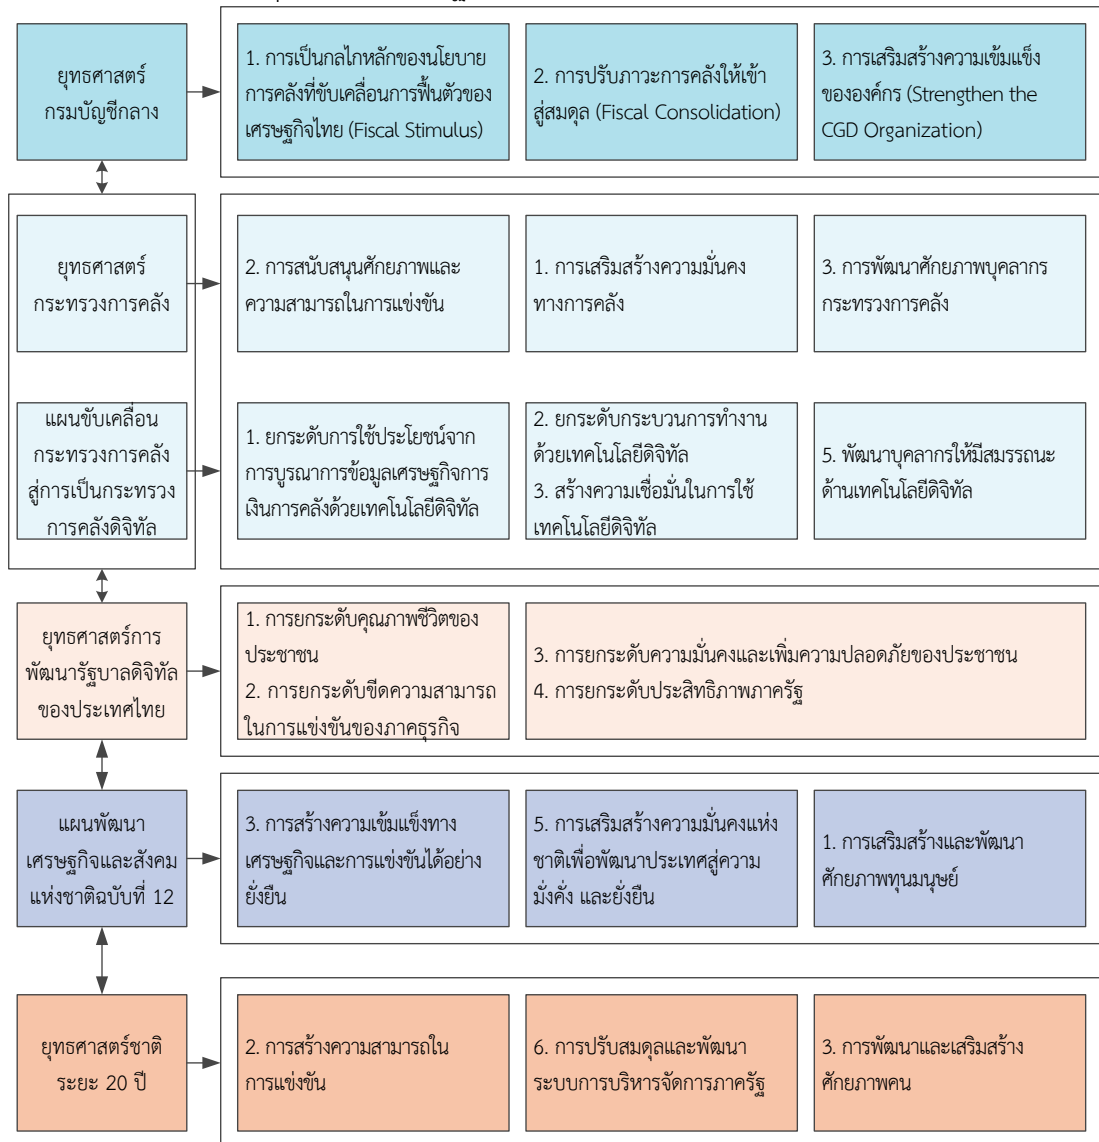 ยุทธศาสตร์
กรมบัญชีกลาง
1. การเป็นกลไกหลักของนโยบาย
การคลังที่ขับเคลื่อนการฟื้นตัวของ
เศรษฐกิจไทย (Fiscal Stimulus)
2. การปรับภาวะการคลังให้เข้า
สู่สมดุล (Fiscal Consolidation)
3. การเสริมสร้างความเข้มแข็ง
ขององค์กร (Strengthen the
CGD Organization)
ยุทธศาสตร์
กระทรวงการคลัง
2. การสนับสนุนศักยภาพและ
ความสามารถในการแข่งขัน
1. การเสริมสร้างความมั่นคง
ทางการคลัง
3. การพัฒนาศักยภาพบุคลากร
กระทรวงการคลัง
แผนขับเคลื่อน
กระทรวงการคลัง
สู่การเป็นกระทรวง
การคลังดิจิทัล
1. ยกระดับการใช้ประโยชน์จาก
การบูรณาการข้อมูลเศรษฐกิจการ
เงินการคลังด้วยเทคโนโลยีดิจิทัล
2. ยกระดับกระบวนการทำงาน
ด้วยเทคโนโลยีดิจิทัล
3. สร้างความเชื่อมั่นในการใช้
เทคโนโลยีดิจิทัล
5. พัฒนาบุคลากรให้มีสมรรถนะ
ด้านเทคโนโลยีดิจิทัล
ยุทธศาสตร์การ
พัฒนารัฐบาลดิจิทัล
ของประเทศไทย
1. การยกระดับคุณภาพชีวิตของ
ประชาชน
2. การยกระดับขีดความสามารถ
ในการแข่งขันของภาคธุรกิจ
3. การยกระดับความมั่นคงและเพิ่มความปลอดภัยของประชาชน
4. การยกระดับประสิทธิภาพภาครัฐ
แผนพัฒนา
เศรษฐกิจและสังคม
แห่งชาติฉบับที่ 12
3. การสร้างความเข้มแข็งทาง
เศรษฐกิจและการแข่งขันได้อย่าง
ยั่งยืน
5. การเสริมสร้างความมั่นคงแห่ง
ชาติเพื่อพัฒนาประเทศสู่ความ
มั่งคั่ง และยั่งยืน
1. การเสริมสร้างและพัฒนา
ศักยภาพทุนมนุษย์
ยุทธศาสตร์ชาติ
ระยะ 20 ปี
2. การสร้างความสามารถใน
การแข่งขัน
6. การปรับสมดุลและพัฒนา
ระบบการบริหารจัดการภาครัฐ
3. การพัฒนาและเสริมสร้าง
ศักยภาพคน